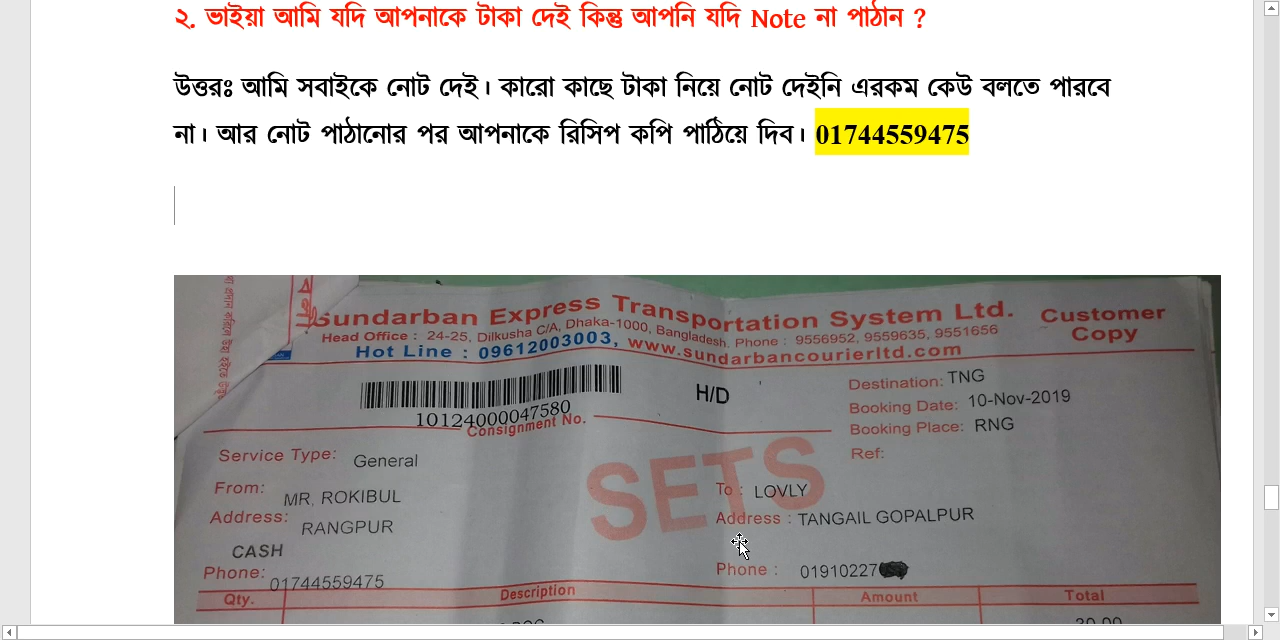 ২. ভাইয়া আমি যদি আপনাকে টাকা দেই কিন্তু আপনি যদি Note না পাঠান ?
উত্তরঃ আমি সবাইকে নোট দেই। কারো কাছে টাকা নিয়ে নোট দেইনি এরকম কেউ বলতে পারবে
না। আর নোট পাঠানোর পর আপনাকে রিসিপ কপি পাঠিয়ে দিব। 01744559475
Sundarban Express Transportation System Ltd.
Customer Copy
Head Office : 24-25, Dilkusha C/A, Dhaka-1000, Bangladesh. Phone : 9556952, 9559635, 9551656
Hot Line : 09612003003, www.sundarbancourierltd.com
10124000047580
Consignment No.
H/D
Destination: TNG
Booking Date: 10-Nov-2019
Booking Place: RNG
Ref:
Service Type: General
SETS
From: MR. ROKIBUL
Address: RANGPUR
CASH
Phone: 01744559475
To : LOVLY
Address : TANGAIL GOPALPUR
Phone : 01910227
Qty. Description Amount Total